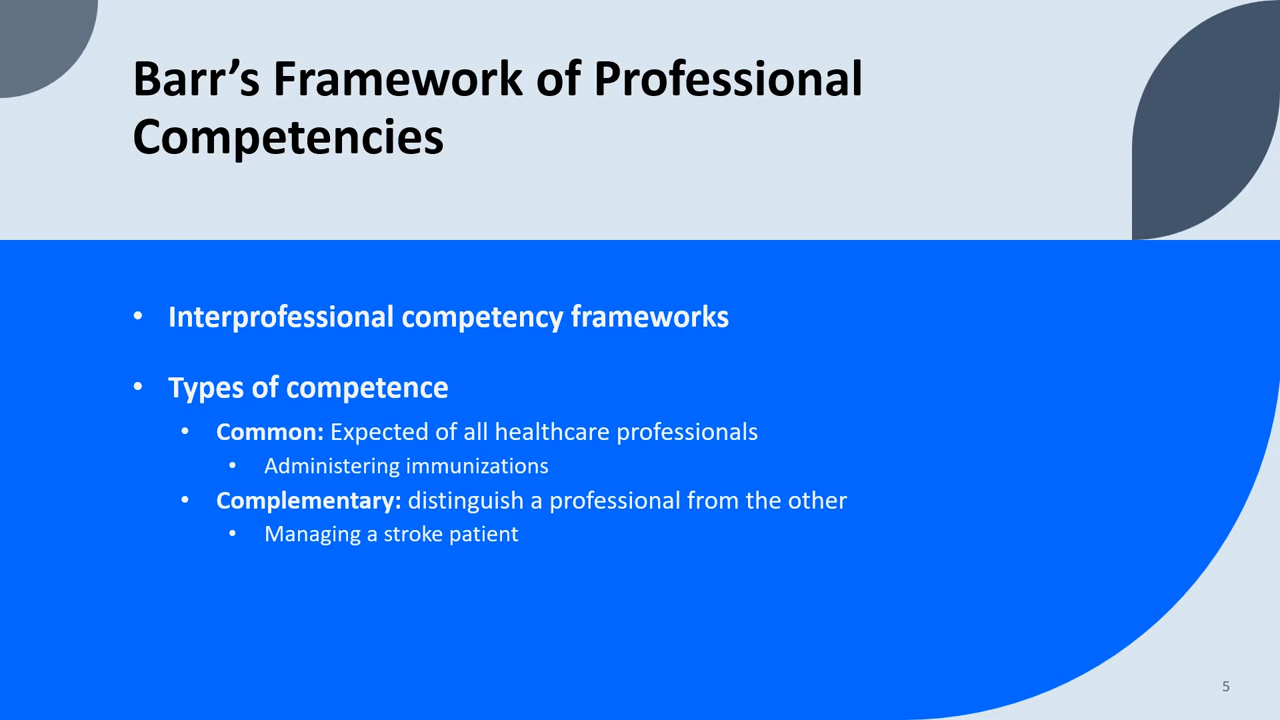 Barr’s Framework of Professional
Competencies
• Interprofessional competency frameworks
• Types of competence
• Common: Expected of all healthcare professionals
• Administering immunizations
• Complementary: distinguish a professional from the other
• Managing a stroke patient
5